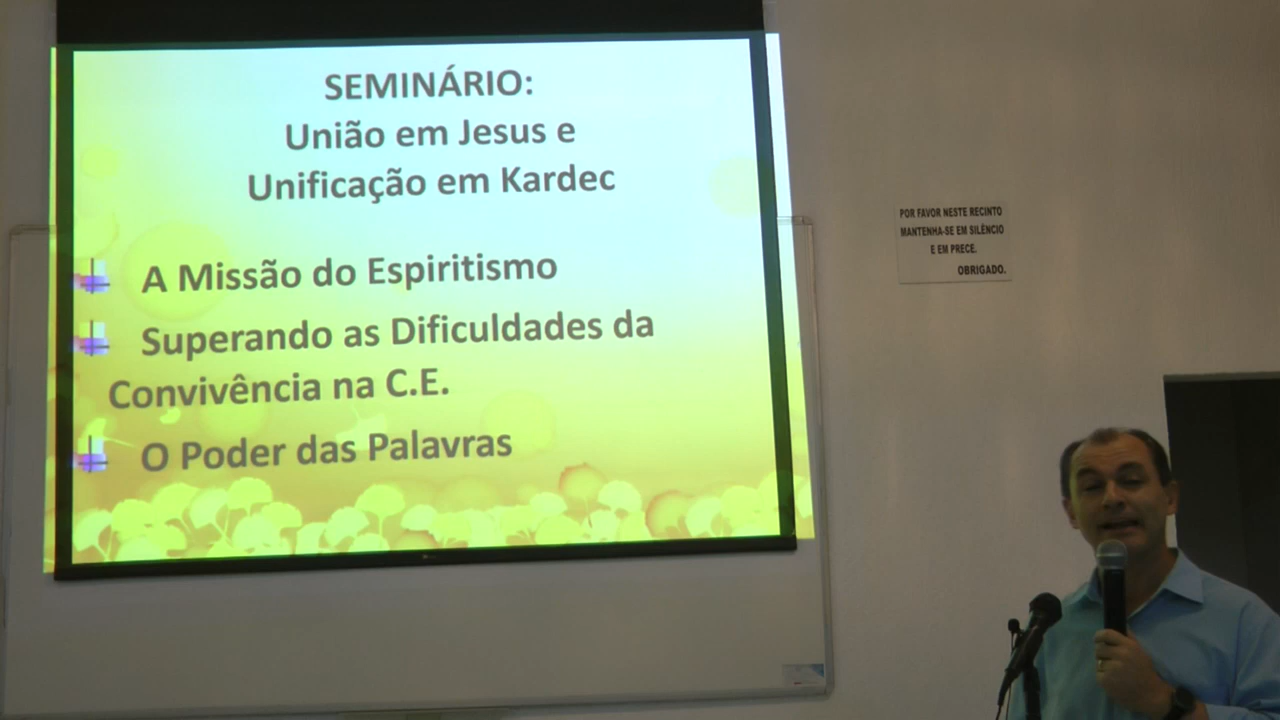 SEMINÁRIO:
União em Jesus e
Unificação em Kardec
A Missão do Espiritismo
Superando as Dificuldades da
Convivência na C.E.
O Poder das Palavras
POR FAVOR NESTE RECINTO
MANTENHA-SE EM SILÊNCIO
E EM PRECE.
OBRIGADO.